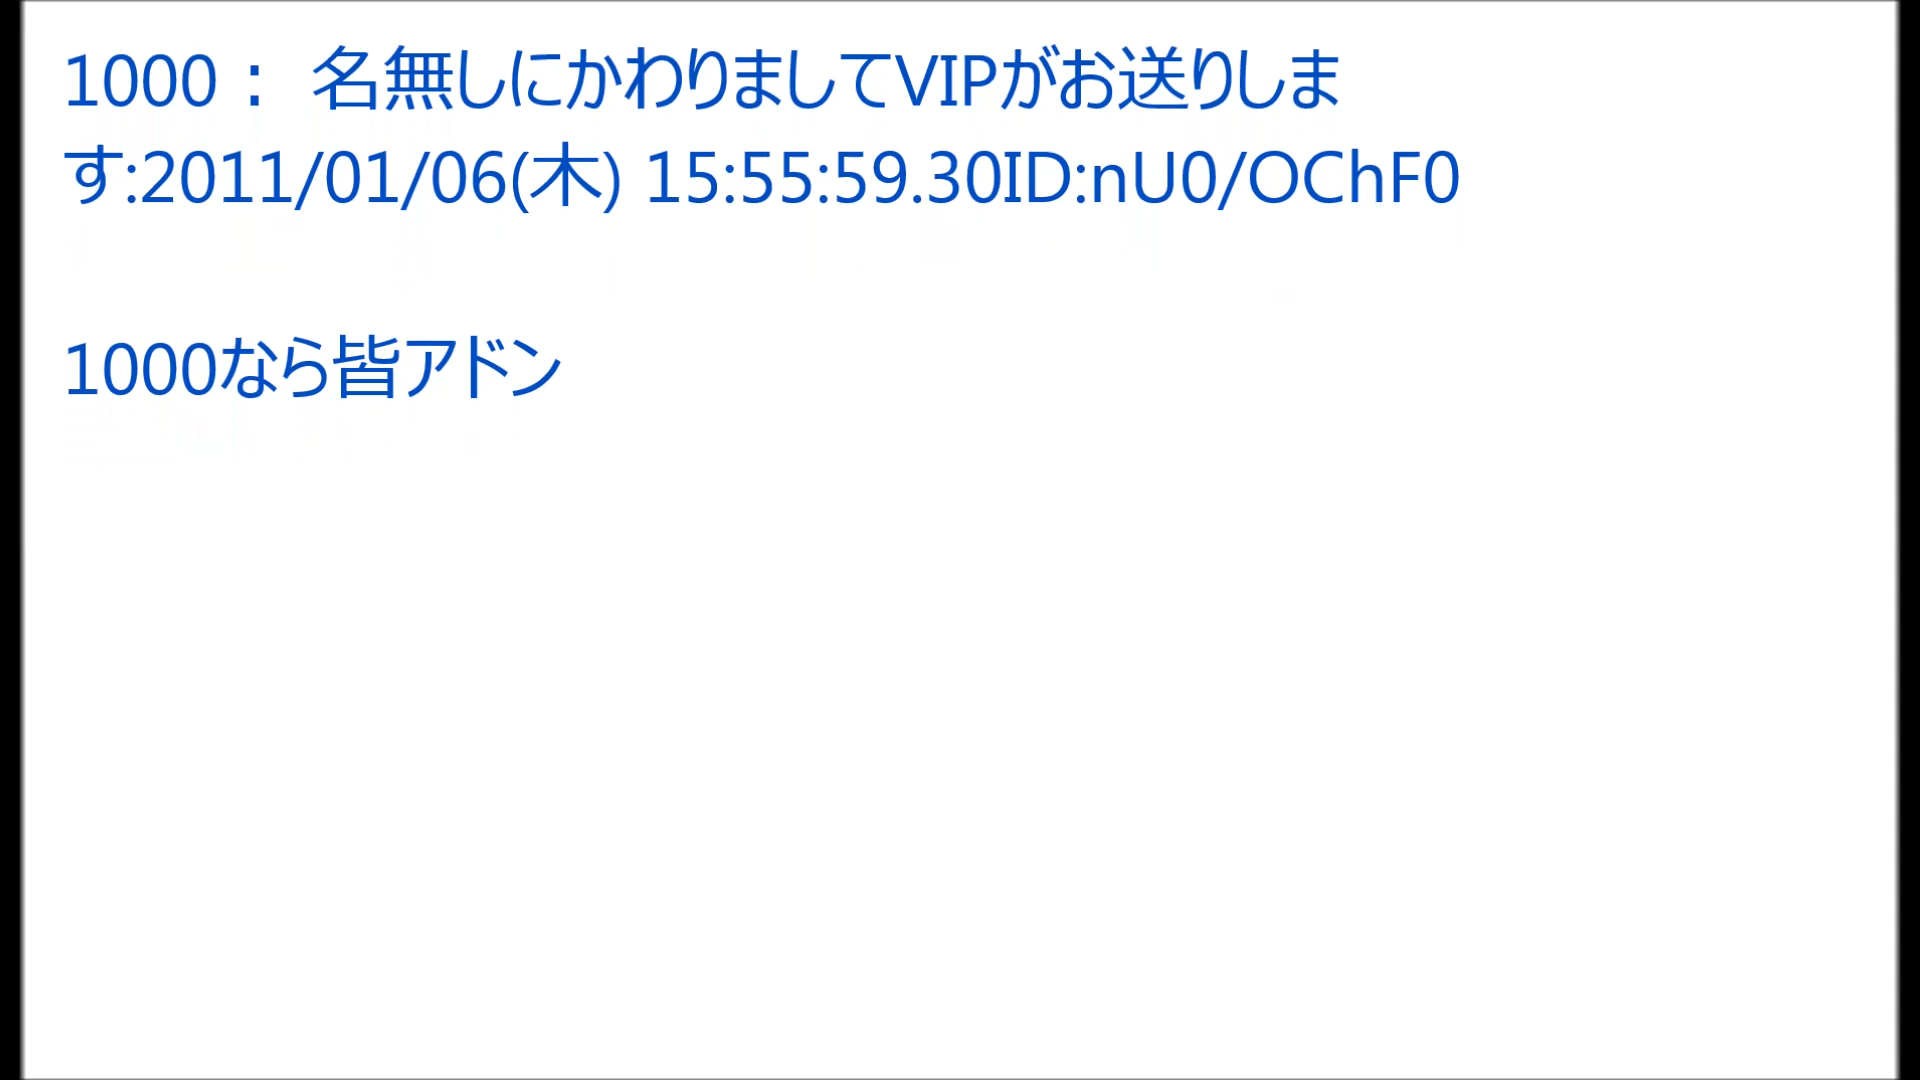 1000： 名無しにかわりましてVIPがお送りしま
す:2011/01/06(木) 15:55:59.30ID:nU0/OChF0
1000なら皆アドン